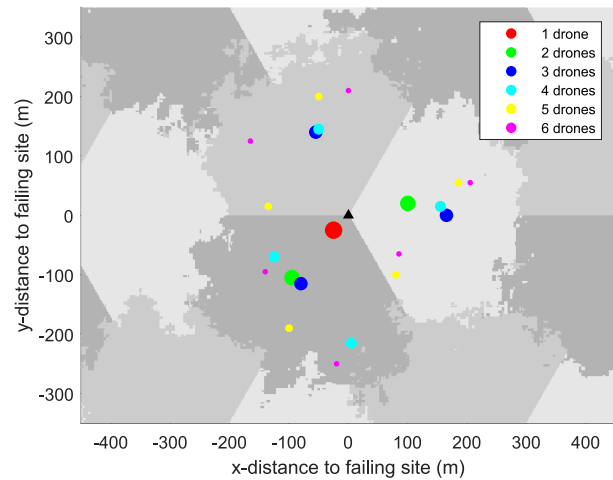 1 drone
2 drones
3 drones
4 drones
5 drones
6 drones
300
200
100
0
-100
-200
-300
y-distance to failing site (m)
-400 -300 -200 -100 0 100 200 300 400
x-distance to failing site (m)